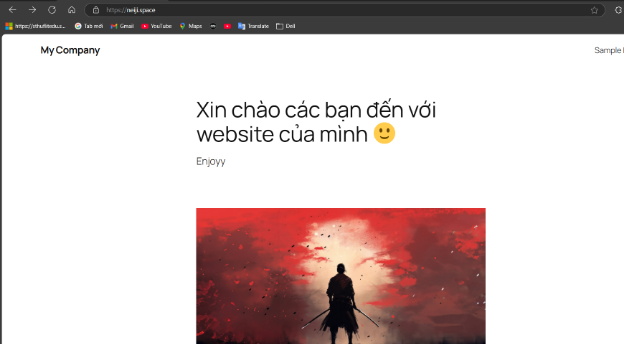 https://neiji.space
https://sthutitedu.s...
Tab mới
Gmail
YouTube
Maps
Translate
Dell
My Company
Sample
Xin chào các bạn đến với
website của mình 🙂
Enjoyy